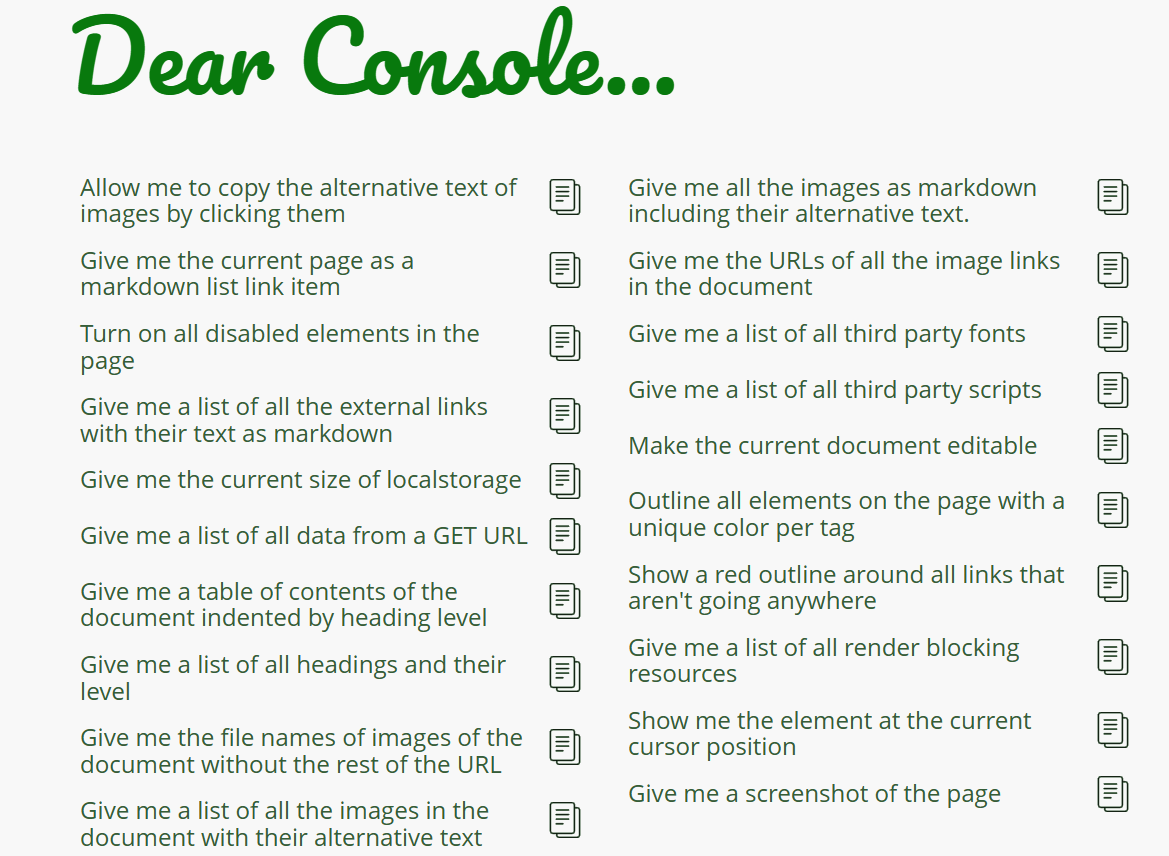 Dear Console...
Allow me to copy the alternative text of
images by clicking them
Give me the current page as a
markdown list link item
Turn on all disabled elements in the
page
Give me a list of all the external links
with their text as markdown
Give me the current size of localstorage
Give me a list of all data from a GET URL
Give me a table of contents of the
document indented by heading level
Give me a list of all headings and their
level
Give me the file names of images of the
document without the rest of the URL
Give me a list of all the images in the
document with their alternative text
Give me all the images as markdown
including their alternative text.
Give me the URLs of all the image links
in the document
Give me a list of all third party fonts
Give me a list of all third party scripts
Make the current document editable
Outline all elements on the page with a
unique color per tag
Show a red outline around all links that
aren't going anywhere
Give me a list of all render blocking
resources
Show me the element at the current
cursor position
Give me a screenshot of the page